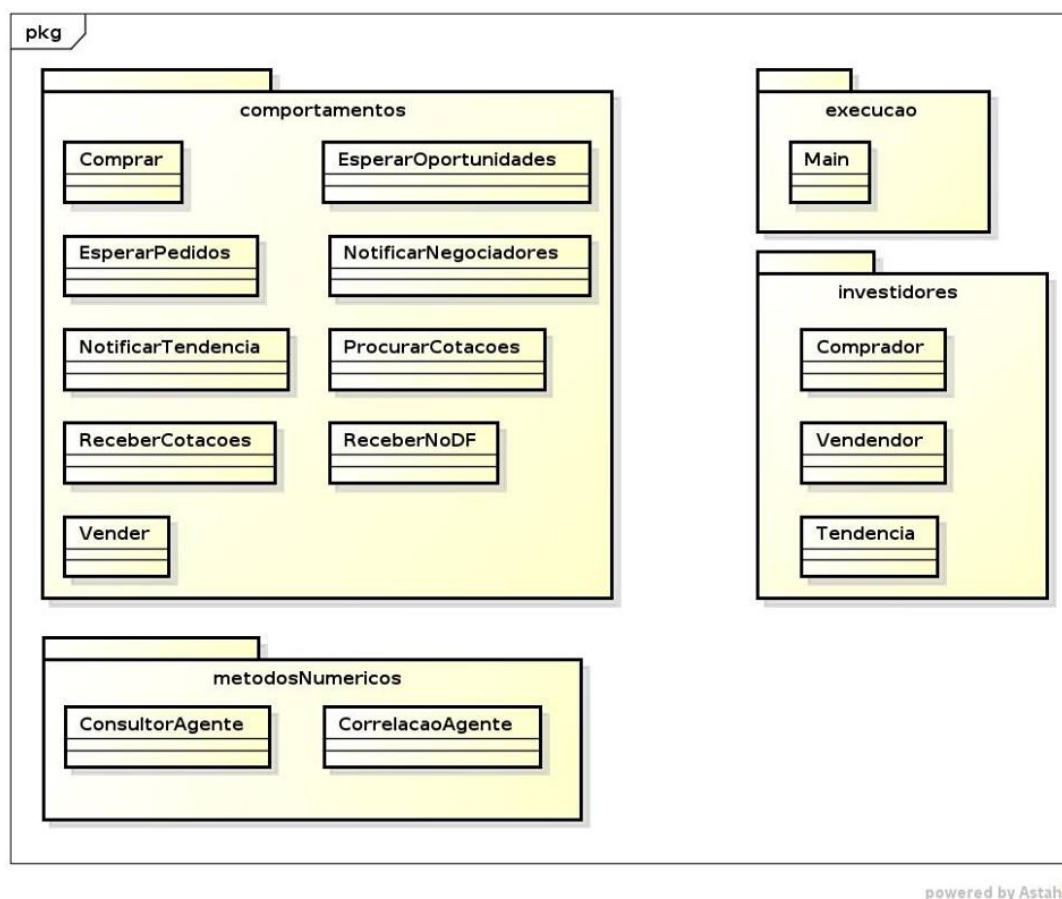 pkg
comportamentos
Comprar
EsperarOportunidades
EsperarPedidos
NotificarNegociadores
NotificarTendencia
ProcurarCotacoes
ReceberCotacoes
ReceberNoDF
Vender
execucao
Main
investidores
Comprador
Vendendor
Tendencia
metodosNumericos
ConsultorAgente
CorrelacaoAgente
powered by Astah